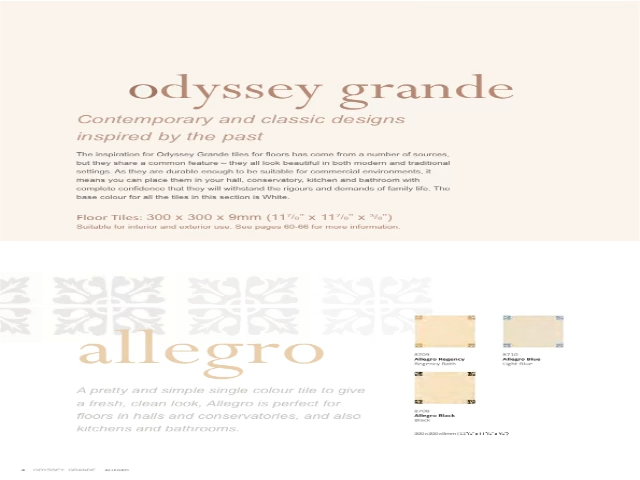 odyssey grande
Contemporary and classic designs
inspired by the past
The inspiration for Odyssey Grande tiles for floors has come from a number of sources,
but they share a common feature – they all look beautiful in both modern and traditional
settings. As they are durable enough to be suitable for commercial environments, it
means you can place them in your hall, conservatory, kitchen and bathroom with
complete confidence that they will withstand the rigours and demands of family life. The
base colour for all the tiles in this section is White.
Floor Tiles: 300 x 300 x 9mm (11⁷/₈" x 11⁷/₈" x ³/₈")
Suitable for interior and exterior use. See pages 60-66 for more information.
allegro
A pretty and simple single colour tile to give
a fresh, clean look, Allegro is perfect for
floors in halls and conservatories, and also
kitchens and bathrooms.
Allegro Regency
Regency Bath
8710
Allegro Blue
Light Blue
Allegro Black
Black
ODYSSEY GRANDE